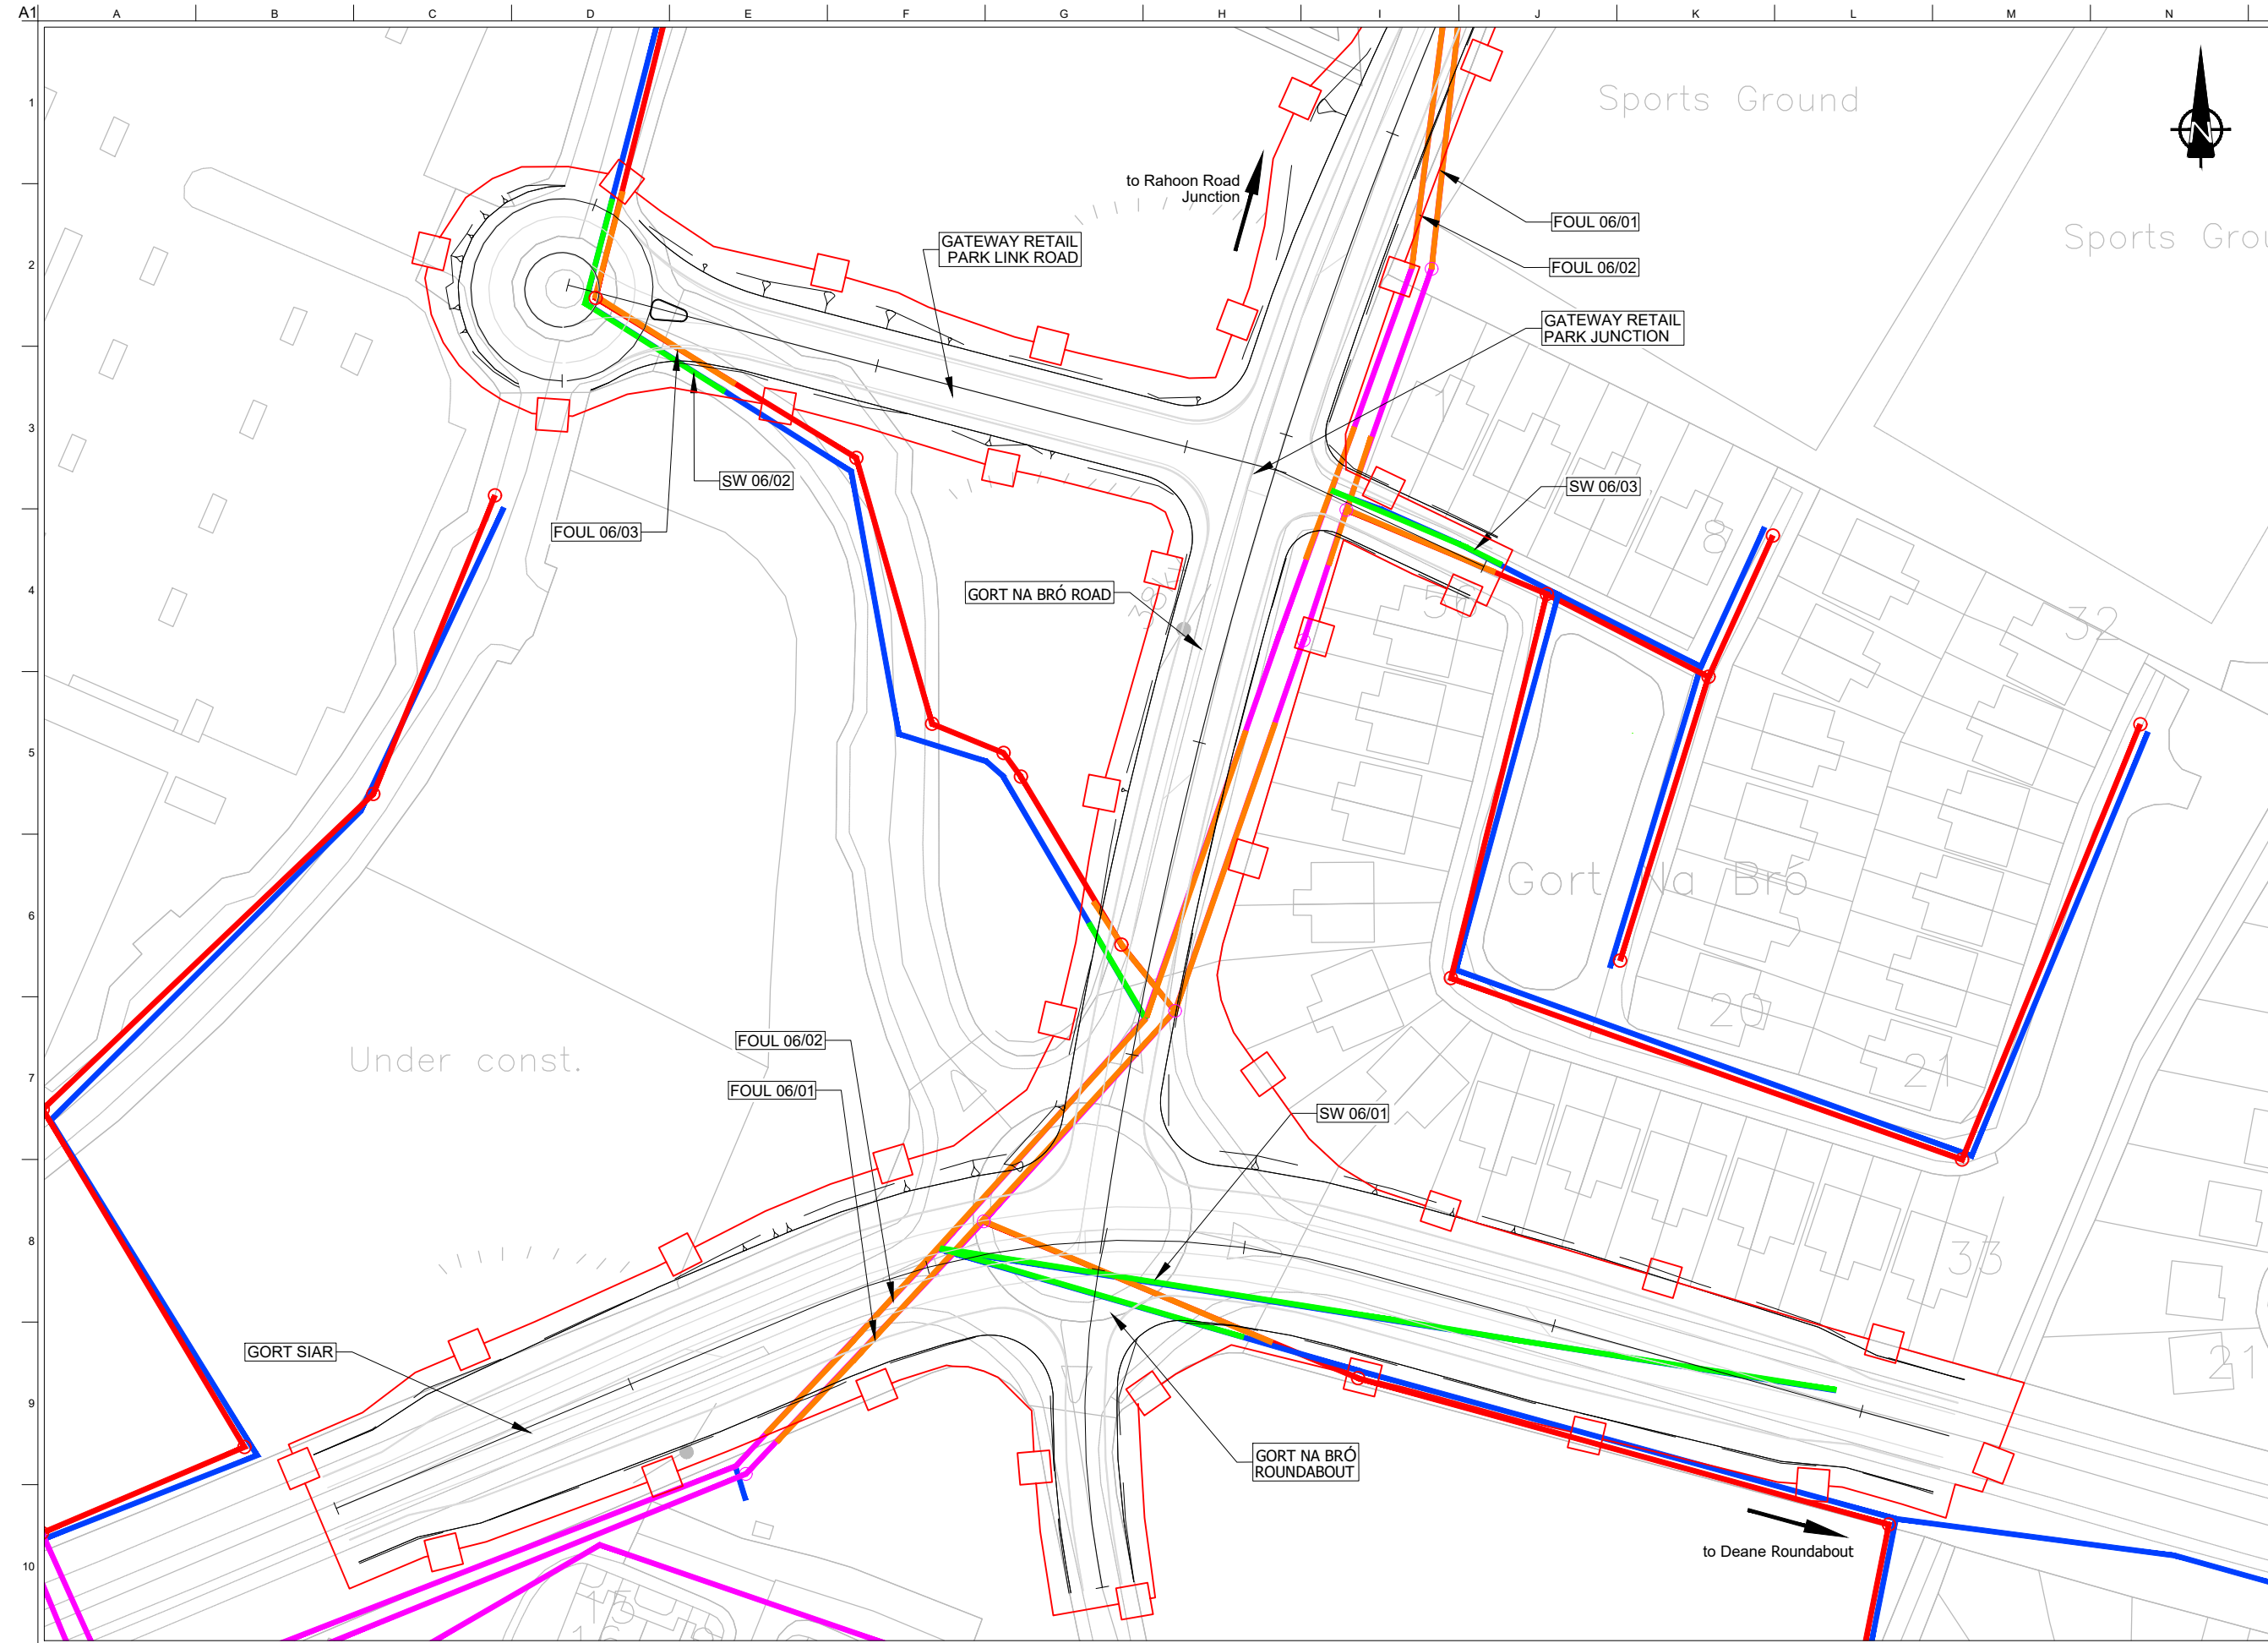 A1
A B C D E F G H I J K L M N
1
2
3
4
5
6
7
8
9
10
Sports Ground
N
to Rahoon Road
Junction
FOUL 06/01
Sports Grou
GATEWAY RETAIL
PARK LINK ROAD
FOUL 06/02
GATEWAY RETAIL
PARK JUNCTION
1
SW 06/02
SW 06/03
FOUL 06/03
8
GORT NA BRÓ ROAD
32
Gort Na Bró
20
FOUL 06/02
Under const.
21
FOUL 06/01
SW 06/01
33
GORT SIAR
21
GORT NA BRÓ
ROUNDABOUT
to Deane Roundabout
15
16